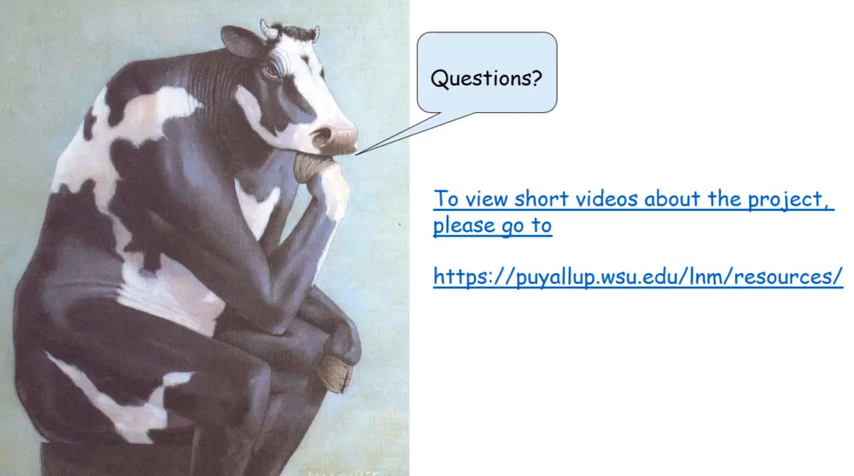 Questions?
To view short videos about the project,
please go to
https://puyallup.wsu.edu/lnm/resources/